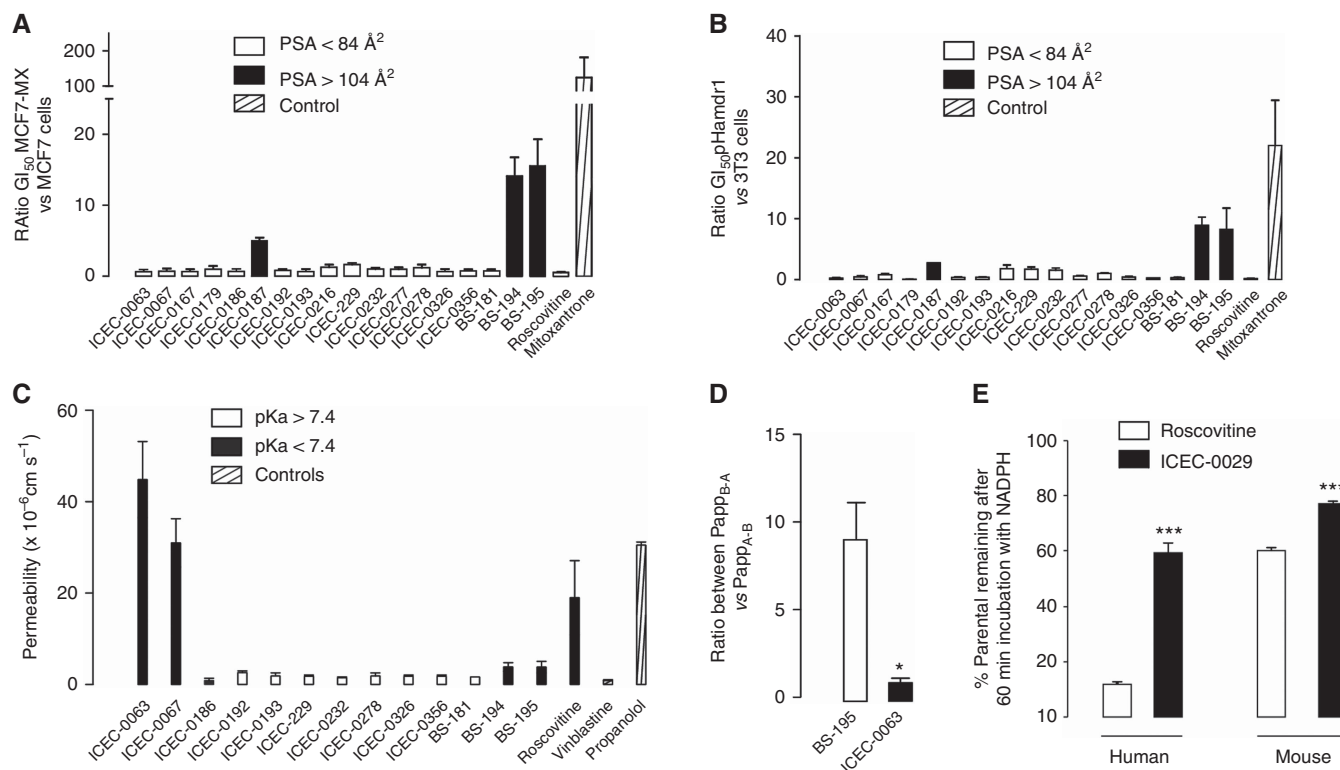 A
RAtio GI50 MCF7-MX
vs MCF7 cells
200
100
20
10
0
PSA < 84 Å²
PSA > 104 Å²
Control
ICEC-0063
ICEC-0067
ICEC-0167
ICEC-0179
ICEC-0186
ICEC-0187
ICEC-0192
ICEC-0193
ICEC-0216
ICEC-229
ICEC-0232
ICEC-0277
ICEC-0278
ICEC-0326
ICEC-0356
BS-181
BS-194
BS-195
Roscovitine
Mitoxantrone
B
Ratio GI50pHamdr1
vs 3T3 cells
40
30
20
10
0
PSA < 84 Å²
PSA > 104 Å²
Control
ICEC-0063
ICEC-0067
ICEC-0167
ICEC-0179
ICEC-0187
ICEC-0192
ICEC-0193
ICEC-0216
ICEC-229
ICEC-0232
ICEC-0277
ICEC-0278
ICEC-0326
ICEC-0356
BS-181
BS-194
BS-195
Roscovitine
Mitoxantrone
C
Permeability (x 10⁻⁶cm s⁻¹)
60
40
20
0
pKa > 7.4
pKa < 7.4
Controls
ICEC-0063
ICEC-0067
ICEC-0186
ICEC-0192
ICEC-0193
ICEC-229
ICEC-0232
ICEC-0278
ICEC-0326
ICEC-0356
BS-181
BS-194
BS-195
Roscovitine
Vinblastine
Propanolol
D
Ratio between PappB-A
vs PappA-B
15
10
5
0
*
BS-195
ICEC-0063
E
% Parental remaining after
60 min incubation with NADPH
100
80
60
40
20
10
Roscovitine
ICEC-0029
***
***
Human
Mouse